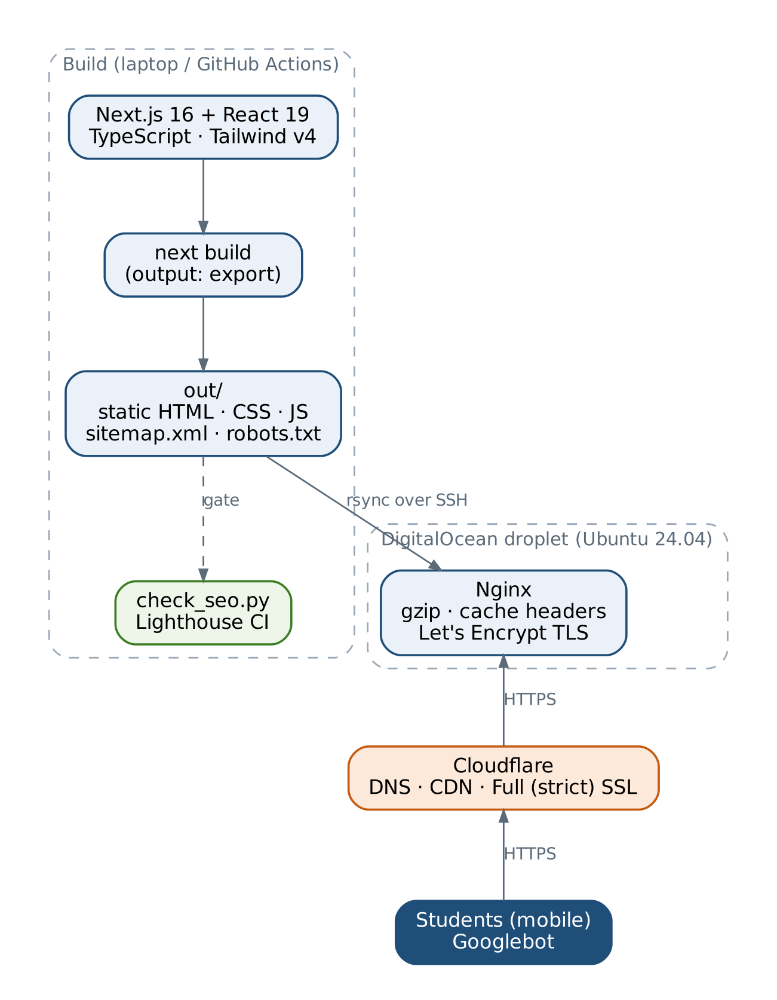 Build (laptop / GitHub Actions)
Next.js 16 + React 19
TypeScript · Tailwind v4
next build
(output: export)
out/
static HTML · CSS · JS
sitemap.xml · robots.txt
gate
rsync over SSH
check_seo.py
Lighthouse CI
DigitalOcean droplet (Ubuntu 24.04)
Nginx
gzip · cache headers
Let's Encrypt TLS
HTTPS
Cloudflare
DNS · CDN · Full (strict) SSL
HTTPS
Students (mobile)
Googlebot